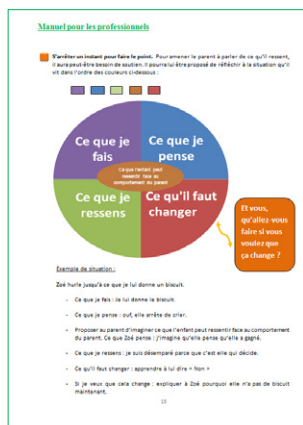 Manuel pour les professionnels
S'arrêter un instant pour faire le point. Pour amener le parent à parler de ce qu'il ressent,
il aura peut-être besoin de soutien. Il pourra lui être proposé de réfléchir à la situation qu'il
vit dans l'ordre des couleurs ci-dessous :
Ce que je fais
Ce que je pense
Ce que l'enfant peut
ressentir face au
comportement du parent
Ce que je ressens
Ce qu'il faut changer
Et vous,
qu'allez-vous
faire si vous
voulez que
ça change ?
Exemple de situation :
Zoé hurle jusqu'à ce que je lui donne un biscuit.
- Ce que je fais : Je lui donne le biscuit.
- Ce que je pense : ouf, elle arrête de crier.
- Proposer au parent d'imaginer ce que l'enfant peut ressentir face au comportement
du parent. Ce que Zoé pense : j'imagine qu'elle pense qu'elle a gagné.
- Ce que je ressens : je suis désemparé parce que c'est elle qui décide.
- Ce qu'il faut changer : apprendre à lui dire « Non »
- Si je veux que cela change : expliquer à Zoé pourquoi elle n'a pas de biscuit
maintenant.